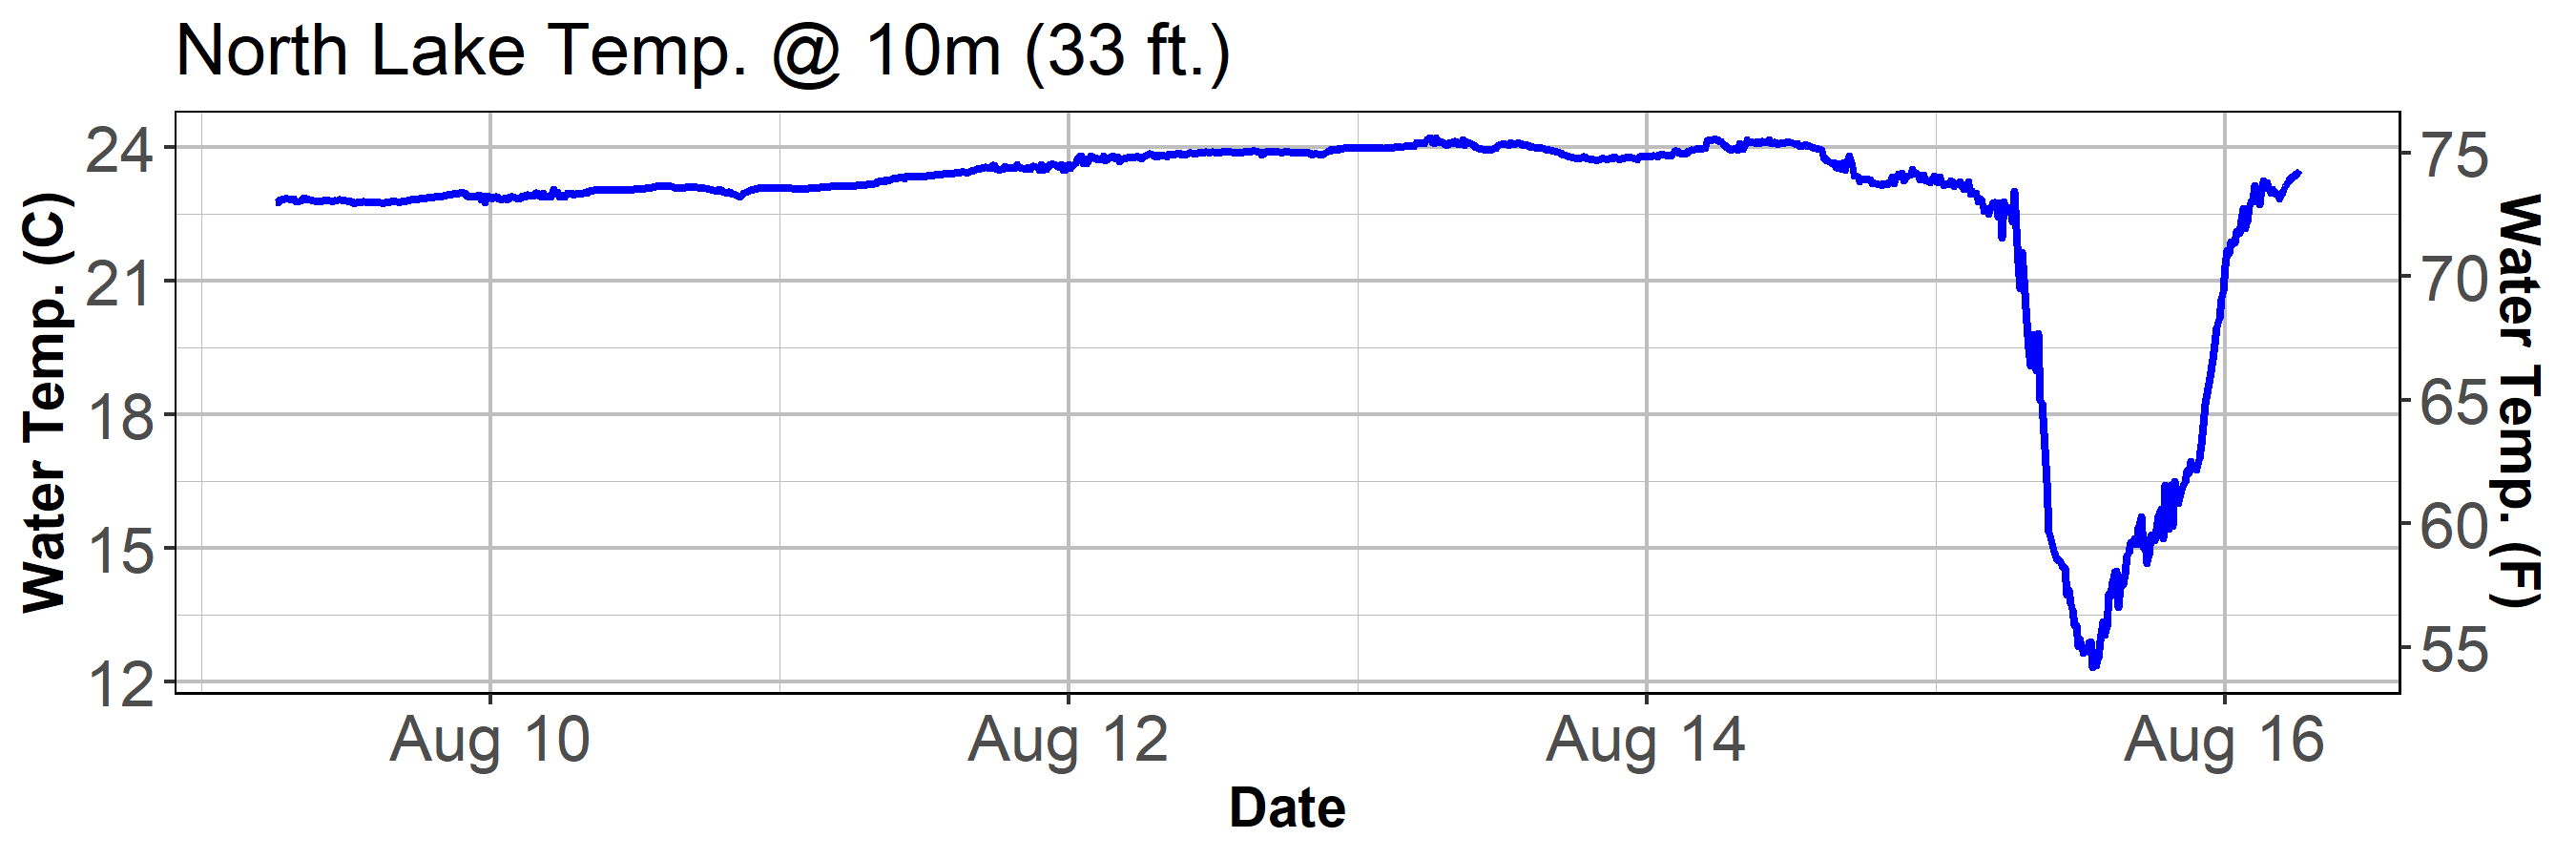 North Lake Temp. @ 10m (33 ft.)
Water Temp. (C)
24
21
18
15
12
75
70
65
60
55
Water Temp. (F)
Aug 10
Aug 12
Aug 14
Aug 16
Date